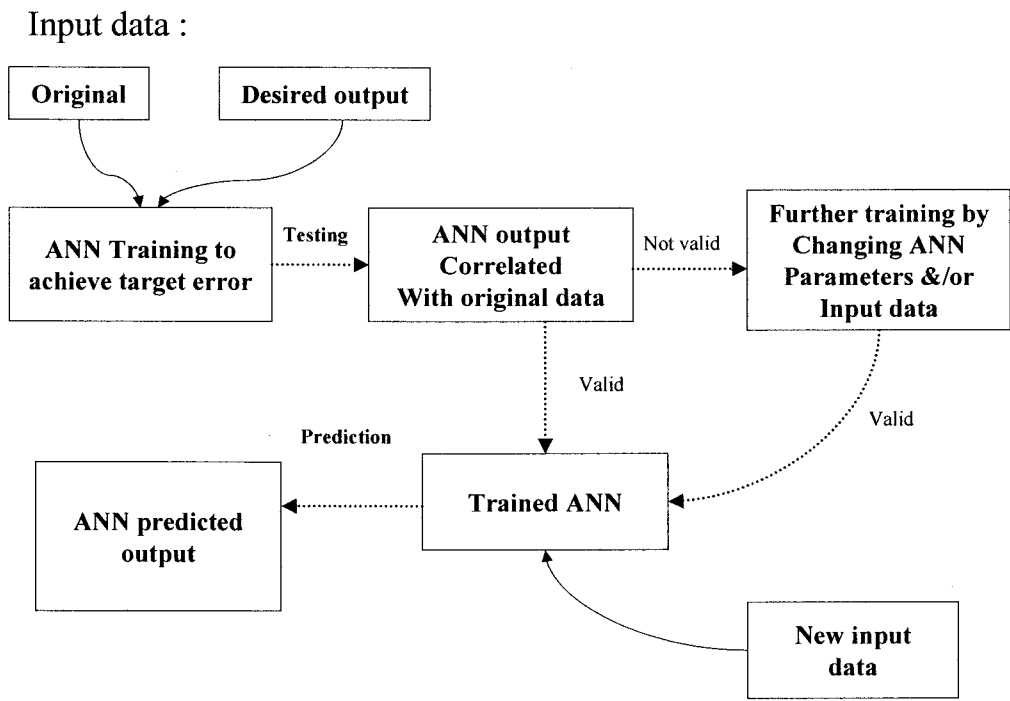 Input data :
Original
Desired output
ANN Training to
achieve target error
Testing
ANN output
Correlated
With original data
Not valid
Further training by
Changing ANN
Parameters &/or
Input data
Valid
Valid
Prediction
ANN predicted
output
Trained ANN
New input
data